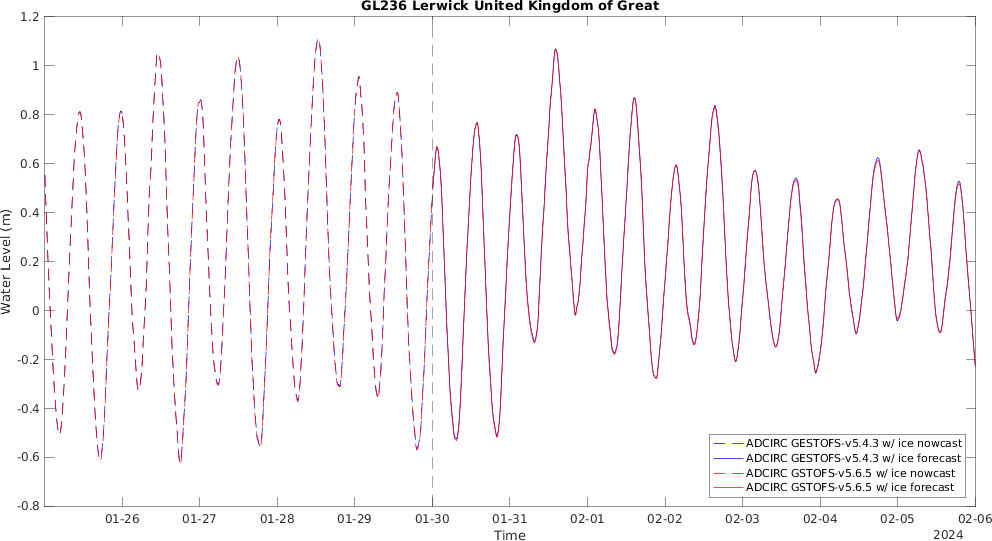 GL236 Lerwick United Kingdom of Great
1.2
1
0.8
0.6
0.4
0.2
0
-0.2
-0.4
-0.6
-0.8
Water Level (m)
ADCIRC GESTOFS-v5.4.3 w/ ice nowcast
ADCIRC GESTOFS-v5.4.3 w/ ice forecast
ADCIRC GSTOFS-v5.6.5 w/ ice nowcast
ADCIRC GSTOFS-v5.6.5 w/ ice forecast
01-26 01-27 01-28 01-29 01-30 01-31 02-01 02-02 02-03 02-04 02-05 02-06
Time
2024